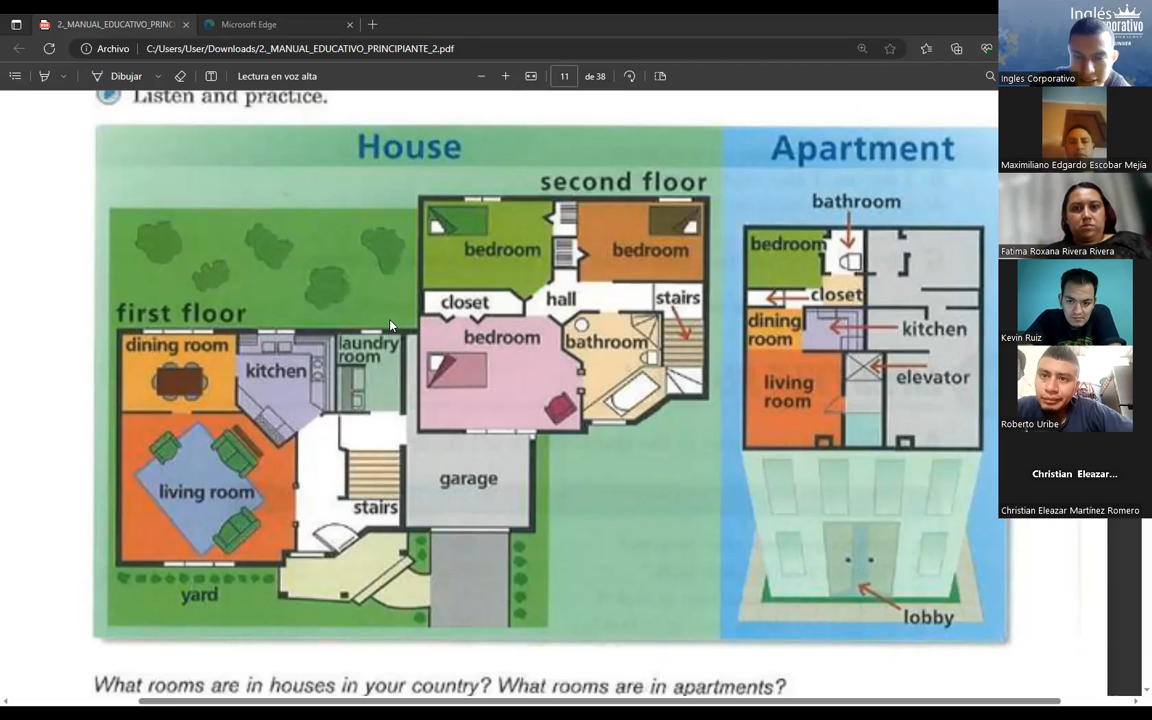 2._MANUAL_EDUCATIVO_PRINC
Microsoft Edge
Archivo
C:/Users/User/Downloads/2._MANUAL_EDUCATIVO_PRINCIPIANTE_2.pdf
Dibujar
Lectura en voz alta
11
de 38
Listen and practice.
House
Apartment
second floor
bathroom
bedroom
bedroom
bedroom
closet
hall
stairs
closet
first floor
dining room
kitchen
laundry
room
bedroom
bathroom
dining
room
kitchen
living
room
elevator
living room
stairs
garage
yard
lobby
What rooms are in houses in your country? What rooms are in apartments?
Inglés
Ingles Corporativo
Maximiliano Edgardo Escobar Mejía
Fatima Roxana Rivera Rivera
Kevin Ruiz
Roberto Uribe
Christian Eleazar...
Christian Eleazar Martínez Romero